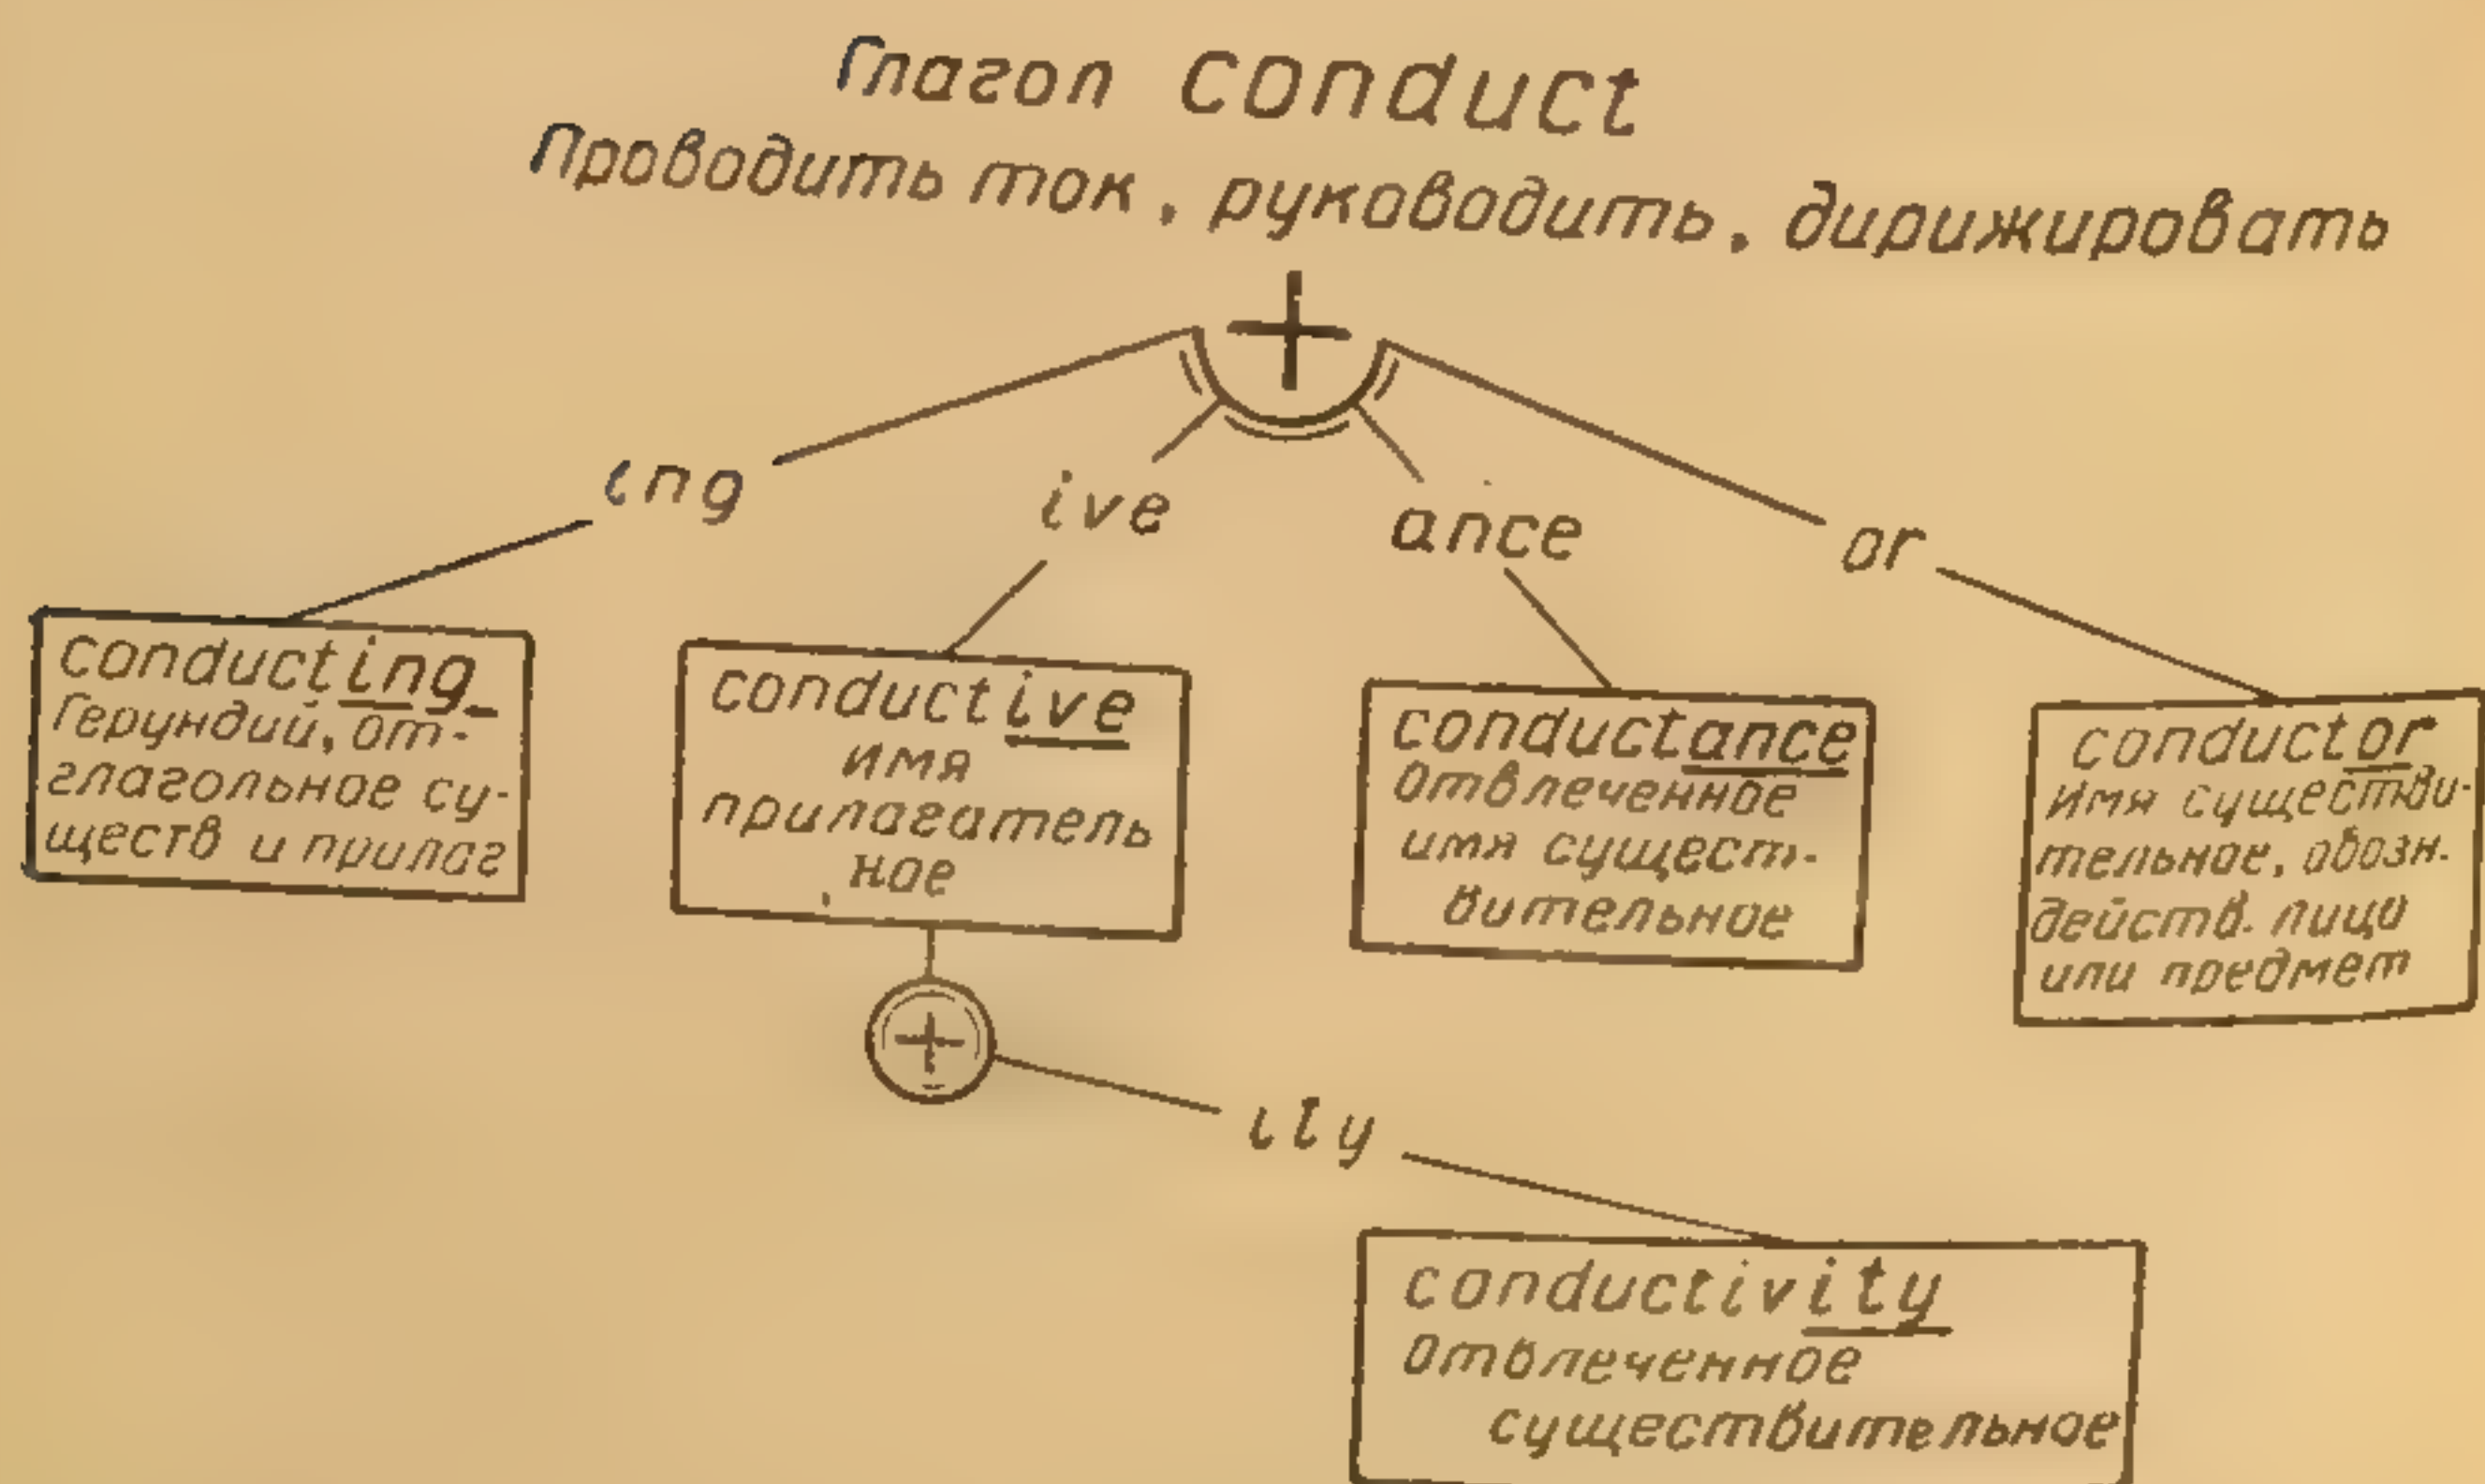 Глагол conduct
Проводить ток, руководить, дирижировать
ing
ive
ance
or
conducting
Герундий, от-
глагольное су-
ществ и прилаг
conductive
имя
прилагатель
ное
conductance
Отвлеченное
имя сущест-
вительное
conductor
Имя существи-
тельное, обозн.
действ. лицо
или предмет
ity
conductivity
Отвлеченное
существительное